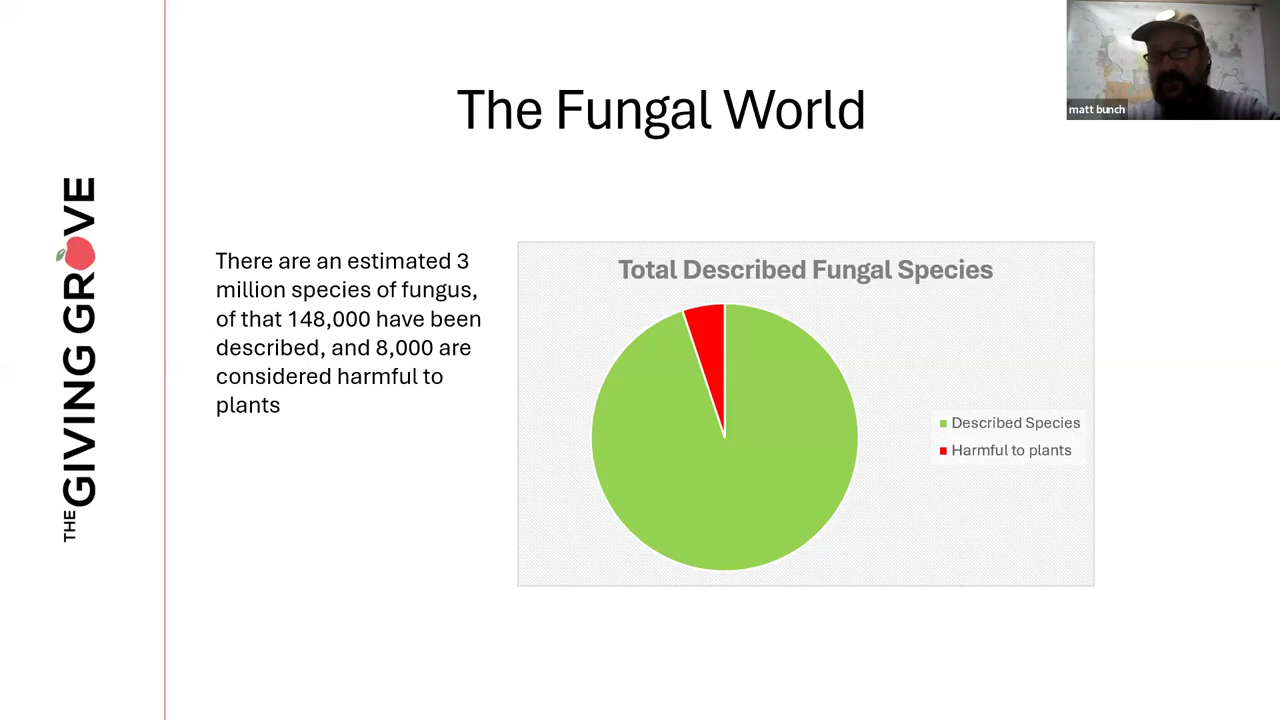 The Fungal World
matt bunch
THE GIVING GROVE
There are an estimated 3
million species of fungus,
of that 148,000 have been
described, and 8,000 are
considered harmful to
plants
Total Described Fungal Species
Described Species
Harmful to plants